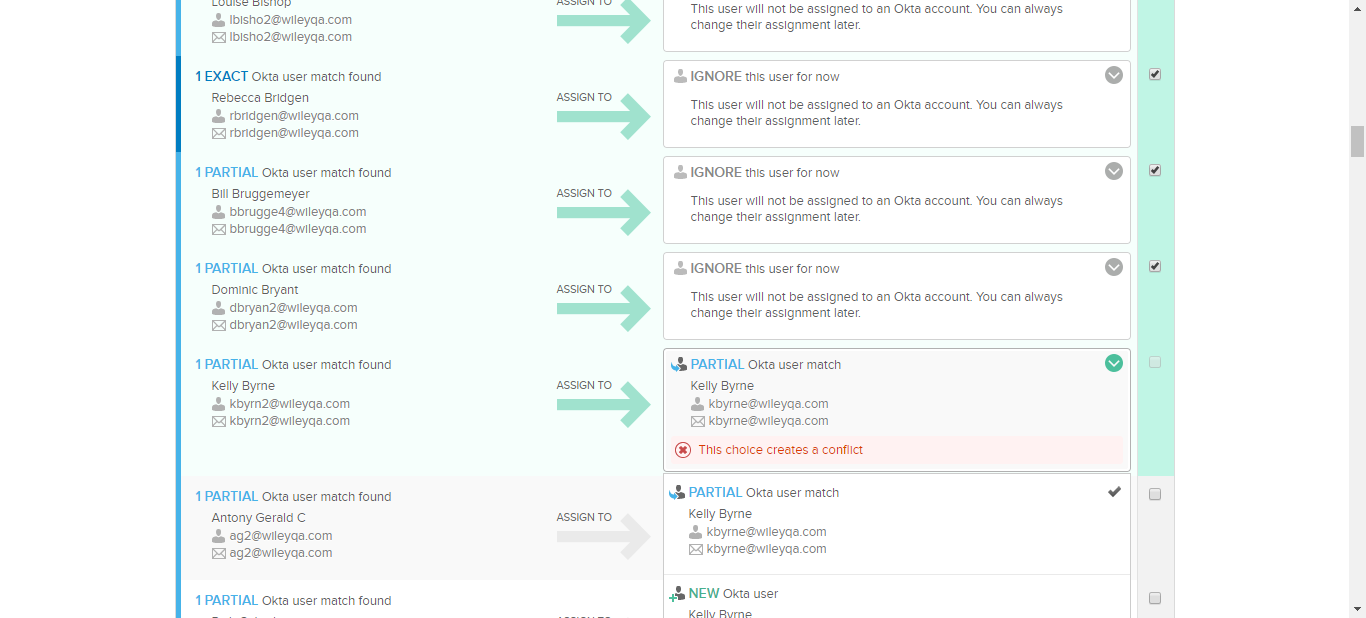 Louise Bishop
lbisho2@wileyqa.com
lbisho2@wileyqa.com
ASSIGN TO
This user will not be assigned to an Okta account. You can always
change their assignment later.
1 EXACT Okta user match found
Rebecca Bridgen
rbridgen@wileyqa.com
rbridgen@wileyqa.com
ASSIGN TO
IGNORE this user for now
This user will not be assigned to an Okta account. You can always
change their assignment later.
1 PARTIAL Okta user match found
Bill Bruggemeyer
bbrugge4@wileyqa.com
bbrugge4@wileyqa.com
ASSIGN TO
IGNORE this user for now
This user will not be assigned to an Okta account. You can always
change their assignment later.
1 PARTIAL Okta user match found
Dominic Bryant
dbryan2@wileyqa.com
dbryan2@wileyqa.com
ASSIGN TO
IGNORE this user for now
This user will not be assigned to an Okta account. You can always
change their assignment later.
1 PARTIAL Okta user match found
Kelly Byrne
kbyrn2@wileyqa.com
kbyrn2@wileyqa.com
ASSIGN TO
PARTIAL Okta user match
Kelly Byrne
kbyrne@wileyqa.com
kbyrne@wileyqa.com
This choice creates a conflict
1 PARTIAL Okta user match found
Antony Gerald C
ag2@wileyqa.com
ag2@wileyqa.com
ASSIGN TO
PARTIAL Okta user match
Kelly Byrne
kbyrne@wileyqa.com
kbyrne@wileyqa.com
1 PARTIAL Okta user match found
ASSIGN TO
NEW Okta user
Kelly Byrne